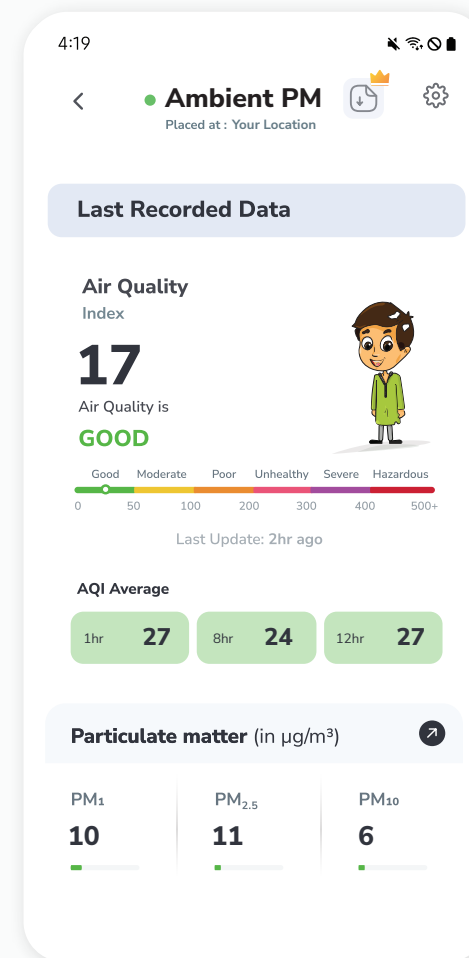 4:19
Ambient PM
Placed at : Your Location
Last Recorded Data
Air Quality
Index
17
Air Quality is
GOOD
Good Moderate Poor Unhealthy Severe Hazardous
0 50 100 200 300 400 500+
Last Update: 2hr ago
AQI Average
1hr 27 8hr 24 12hr 27
Particulate matter (in µg/m³)
PM₁ PM₂.₅ PM₁₀
10 11 6